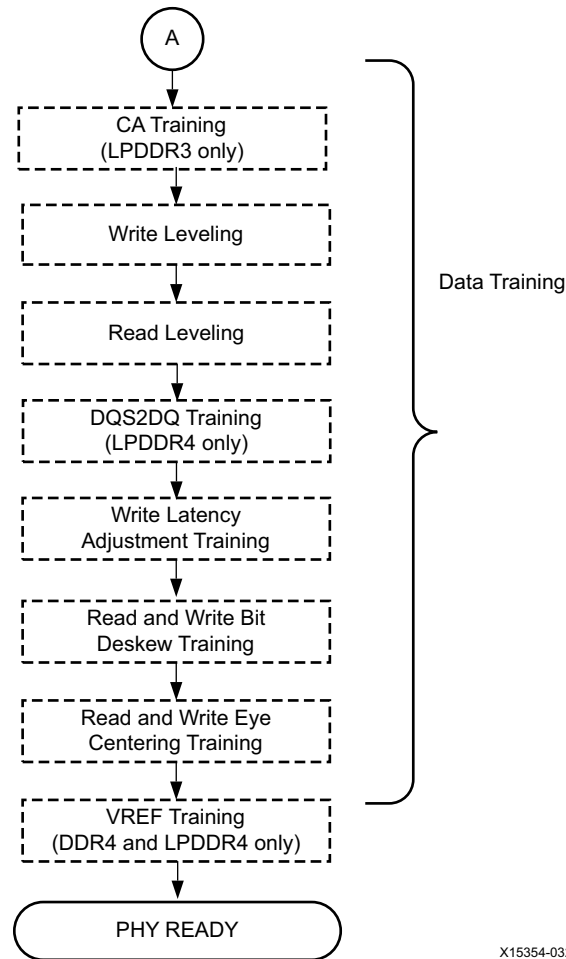 A
CA Training
(LPDDR3 only)
Write Leveling
Data Training
Read Leveling
DQS2DQ Training
(LPDDR4 only)
Write Latency
Adjustment Training
Read and Write Bit
Deskew Training
Read and Write Eye
Centering Training
VREF Training
(DDR4 and LPDDR4 only)
PHY READY